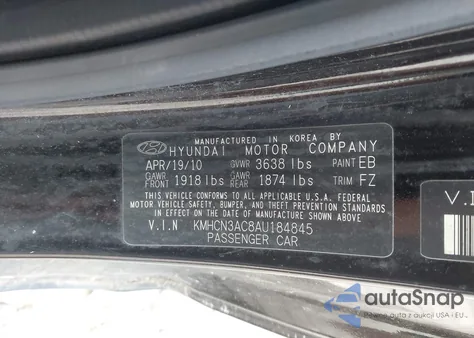 MANUFACTURED IN KOREA BY
HYUNDAI MOTOR COMPANY
APR/19/10 GVWR 3638 lbs PAINT EB
GAWR FRONT 1918 lbs GAWR REAR 1874 lbs TRIM FZ
THIS VEHICLE CONFORMS TO ALL APPLICABLE U.S.A. FEDERAL
MOTOR VEHICLE SAFETY, BUMPER, AND THEFT PREVENTION
STANDARDS IN EFFECT ON THE DATE OF MANUFACTURE
SHOWN ABOVE.
V.I.N KMHCN3AC8AU184845
PASSENGER CAR
V.I
autoSnap